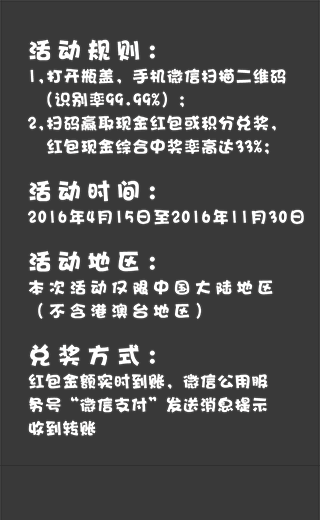 活动规则：
1,打开瓶盖，手机微信扫描二维码
（识别率99.99%）；
2,扫码赢取现金红包或积分兑奖，
红包现金综合中奖率高达33%；
活动时间：
2016年4月15日至2016年11月30日
活动地区：
本次活动仅限中国大陆地区
（不含港澳台地区）
兑奖方式：
红包金额实时到账，微信公用服
务号“微信支付”发送消息提示
收到转账